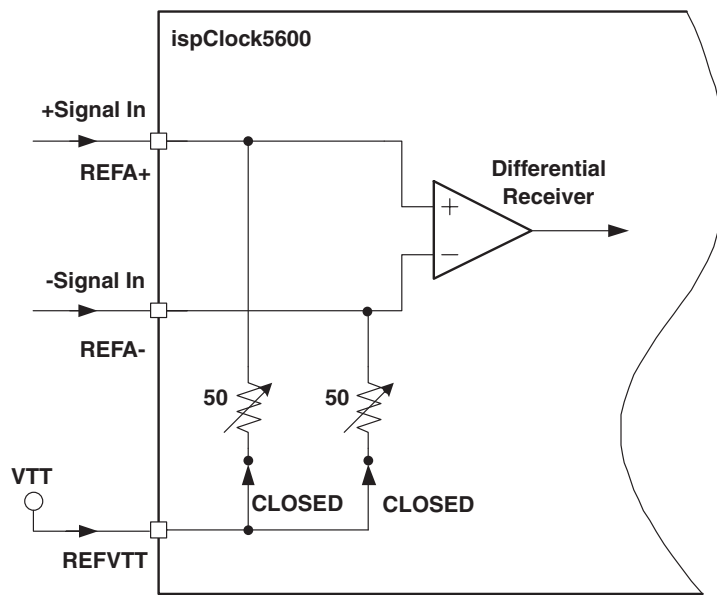 ispClock5600
+Signal In
REFA+
Differential
Receiver
+
−
-Signal In
REFA-
50
50
VTT
CLOSED
CLOSED
REFVTT